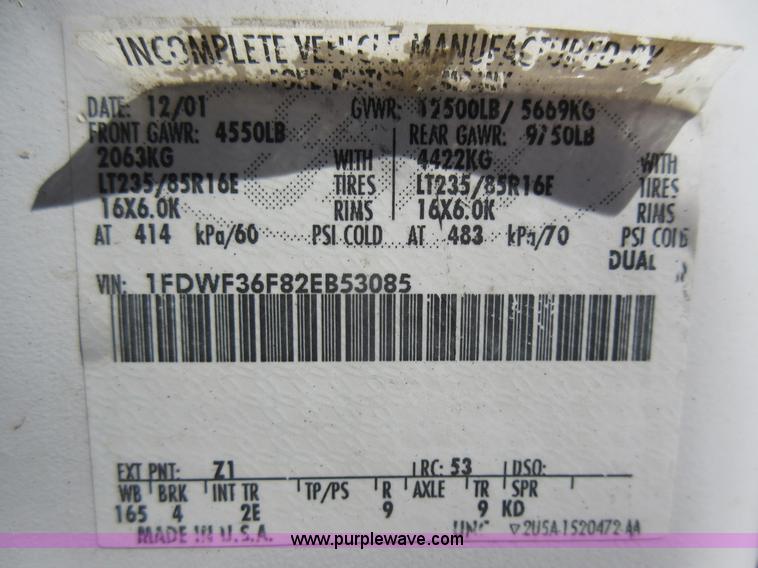 INCOMPLETE VEHICLE MANUFACTURED BY
FORD MOTOR COMPANY
DATE: 12/01 GVWR: 12500LB/ 5669KG
FRONT GAWR: 4550LB REAR GAWR: 9750LB
2063KG WITH 4422KG WITH
LT235/85R16E TIRES LT235/85R16E TIRES
16X6.0K RIMS 16X6.0K RIMS
AT 414 kPa/60 PSI COLD AT 483 kPa/70 PSI COLD
DUAL
VIN: 1FDWF36F82EB53085
EXT PNT: Z1 RC: 53 DSO:
WB BRK INT TR TP/PS R AXLE TR SPR
165 4 2E 9 9 KD
MADE IN U.S.A.
www.purplewave.com